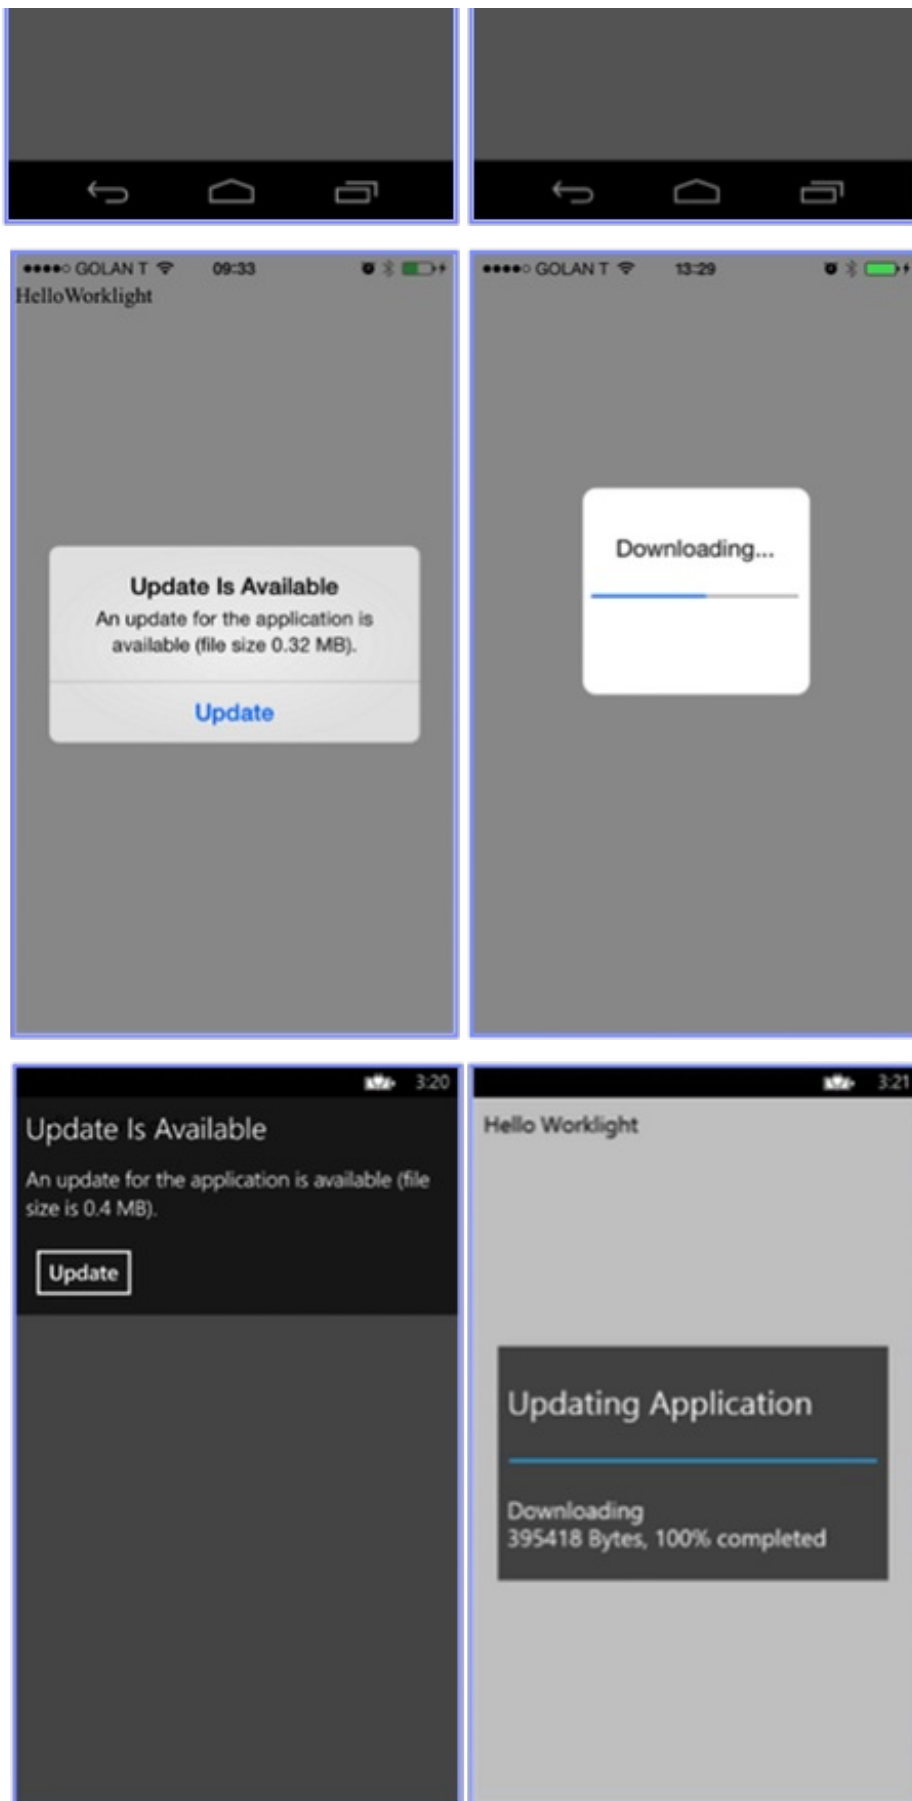 GOLAN T 09:33
HelloWorklight
Update Is Available
An update for the application is
available (file size 0.32 MB).
Update
GOLAN T 13:29
Downloading...
3:20
Update Is Available
An update for the application is available (file
size is 0.4 MB).
Update
3:21
Hello Worklight
Updating Application
Downloading
395418 Bytes, 100% completed